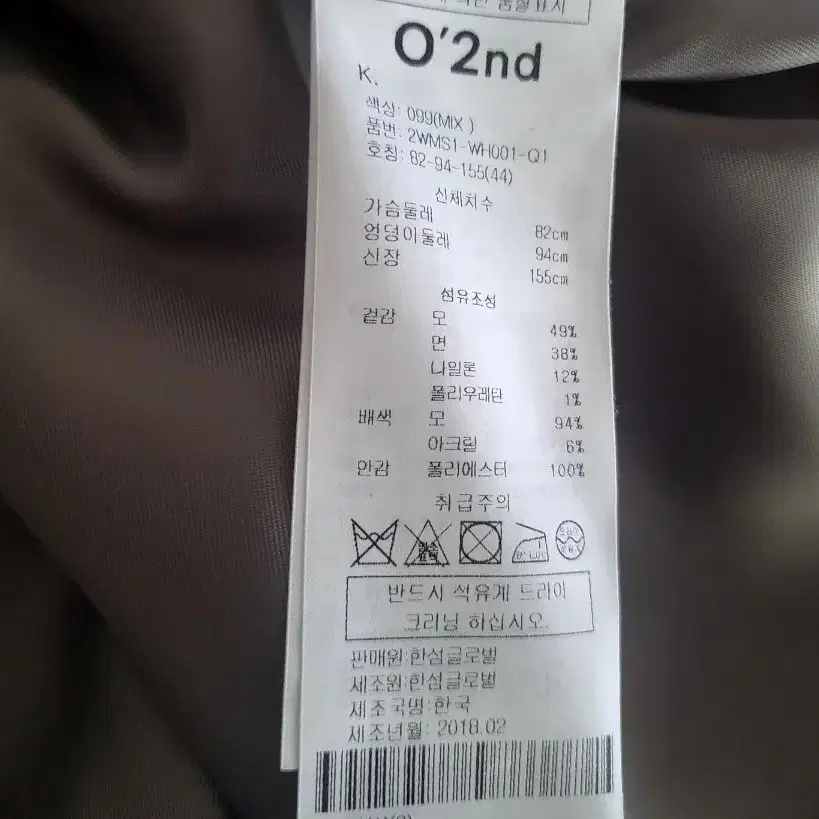 품질표시
O'2nd
K.
색상: 099(MIX )
품번: 2WMS1-WH001-Q1
호칭: 82-94-155(44)
신체치수
가슴둘레 82cm
엉덩이둘레 94cm
신장 155cm
섬유조성
겉감 모 49%
면 38%
나일론 12%
폴리우레탄 1%
배색 모 94%
아크릴 6%
안감 폴리에스터 100%
취급주의
반드시 석유계 드라이
크리닝 하십시오.
판매원:한섬글로벌
제조원:한섬글로벌
제조국명:한국
제조년월: 2018.02